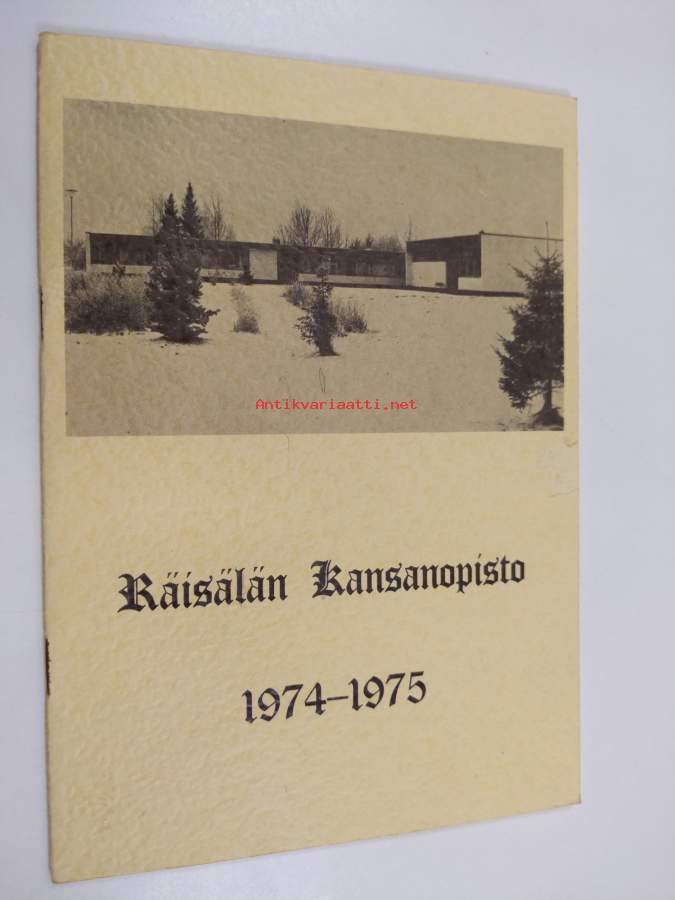 Antikvariaatti.net
Räisälän Kansanopisto
1974–1975